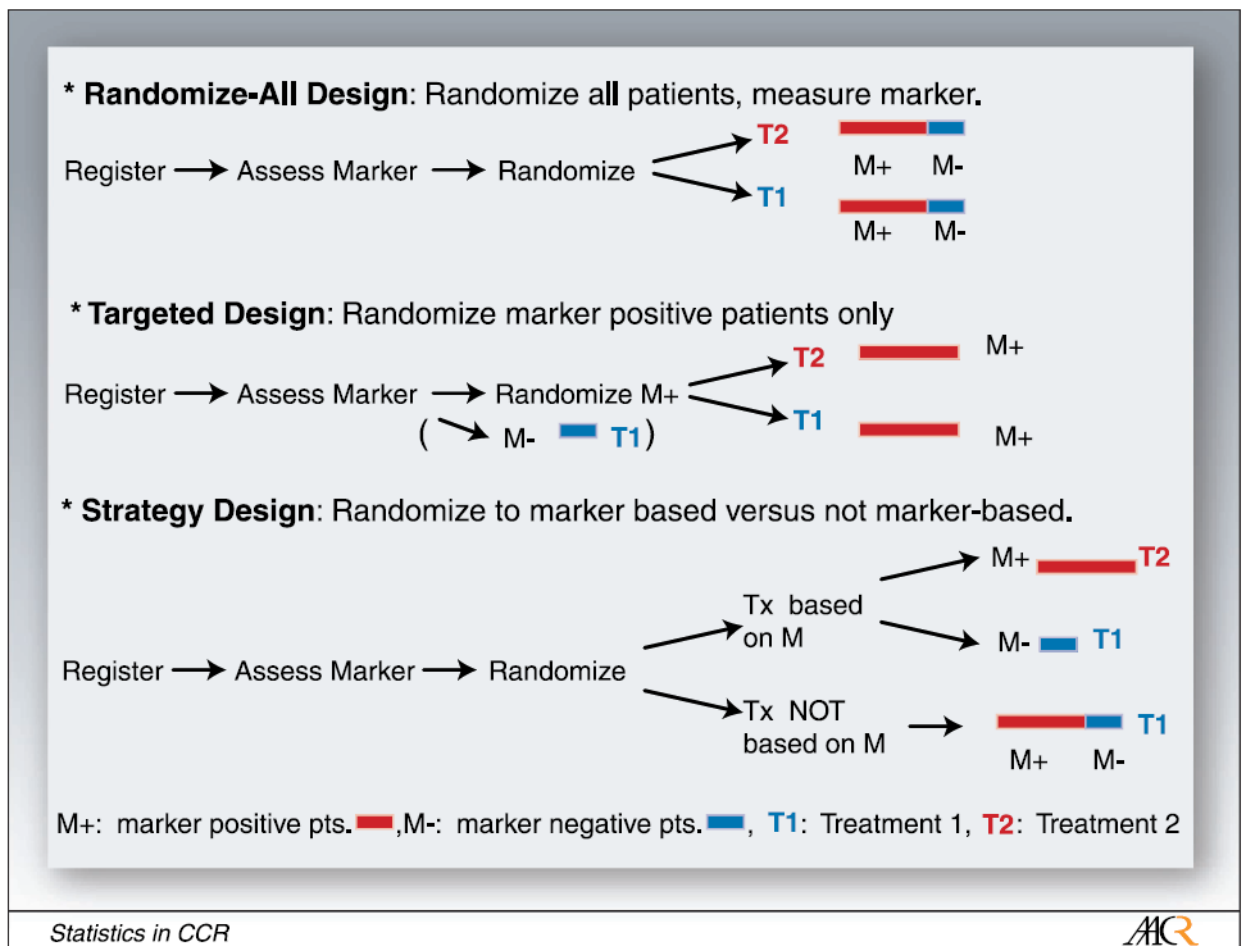 * Randomize-All Design: Randomize all patients, measure marker.
Register Assess Marker Randomize
T2
M+ M-
T1
M+ M-
* Targeted Design: Randomize marker positive patients only
Register Assess Marker Randomize M+
T2 M+
T1 M+
( M- T1)
* Strategy Design: Randomize to marker based versus not marker-based.
Register Assess Marker Randomize
Tx based
on M
M+ T2
M- T1
Tx NOT
based on M
T1
M+ M-
M+: marker positive pts. ,M-: marker negative pts. , T1: Treatment 1, T2: Treatment 2
Statistics in CCR
AACR